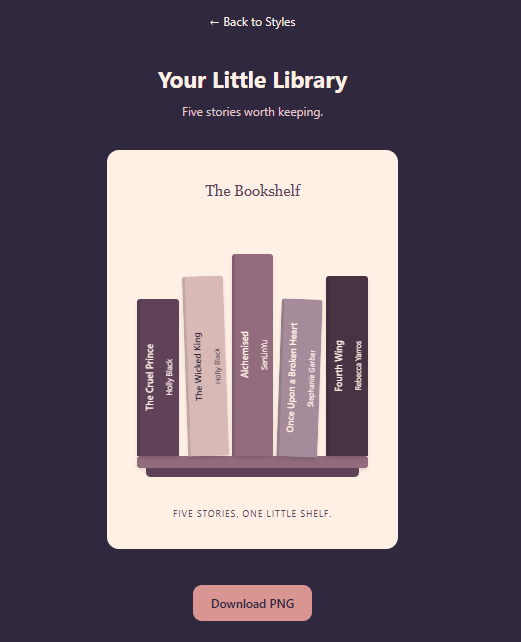 ← Back to Styles
Your Little Library
Five stories worth keeping.
The Bookshelf
The Cruel Prince
Holly Black
The Wicked King
Holly Black
Alchemised
SenLinYu
Once Upon a Broken Heart
Stephanie Garber
Fourth Wing
Rebecca Yarros
FIVE STORIES, ONE LITTLE SHELF.
Download PNG